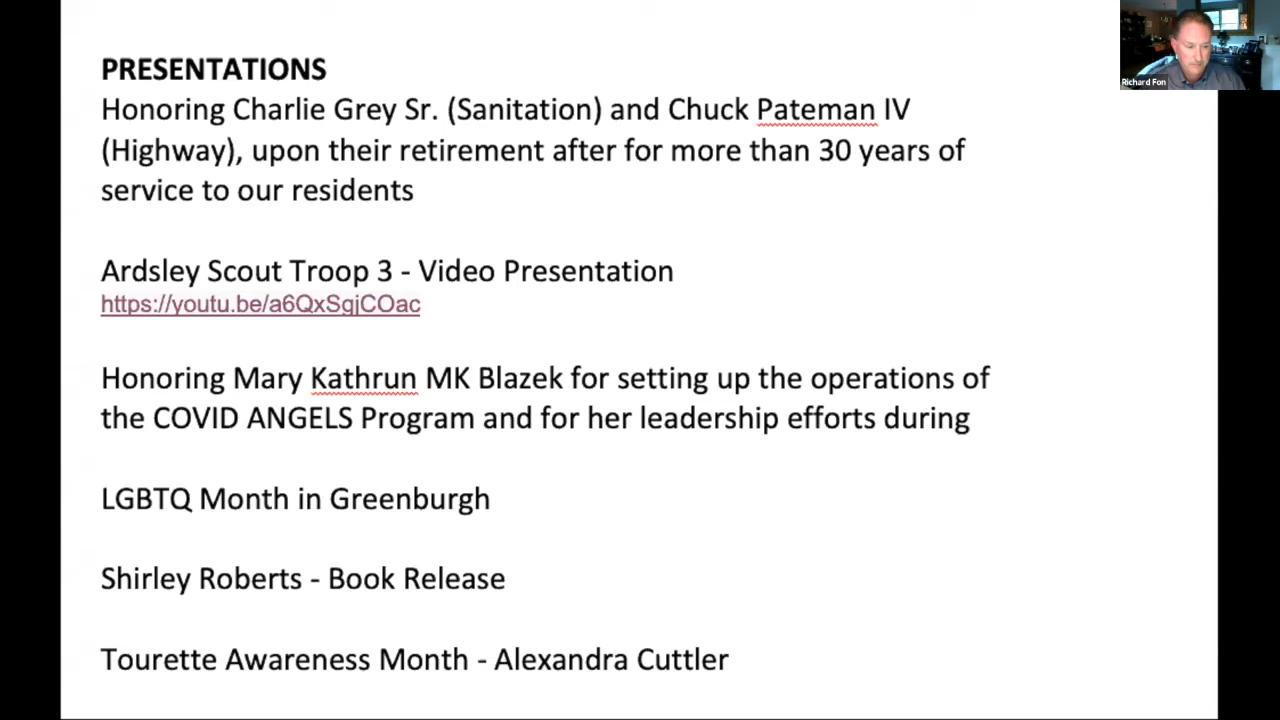 PRESENTATIONS
Honoring Charlie Grey Sr. (Sanitation) and Chuck Pateman IV
(Highway), upon their retirement after for more than 30 years of
service to our residents
Ardsley Scout Troop 3 - Video Presentation
https://youtu.be/a6QxSgjCOac
Honoring Mary Kathrun MK Blazek for setting up the operations of
the COVID ANGELS Program and for her leadership efforts during
LGBTQ Month in Greenburgh
Shirley Roberts - Book Release
Tourette Awareness Month - Alexandra Cuttler
Richard Fon